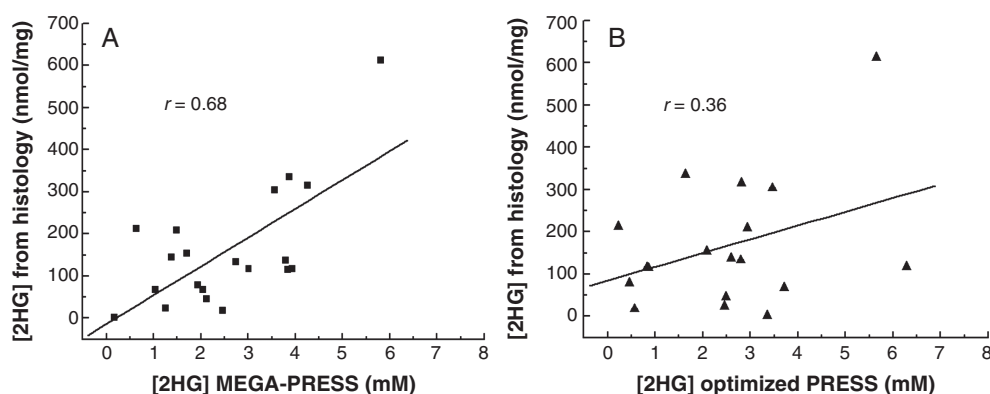 A
[2HG] from histology (nmol/mg)
700
600
500
400
300
200
100
0
r = 0.68
0 1 2 3 4 5 6 7 8
[2HG] MEGA-PRESS (mM)
B
[2HG] from histology (nmol/mg)
700
600
500
400
300
200
100
0
r = 0.36
0 1 2 3 4 5 6 7 8
[2HG] optimized PRESS (mM)